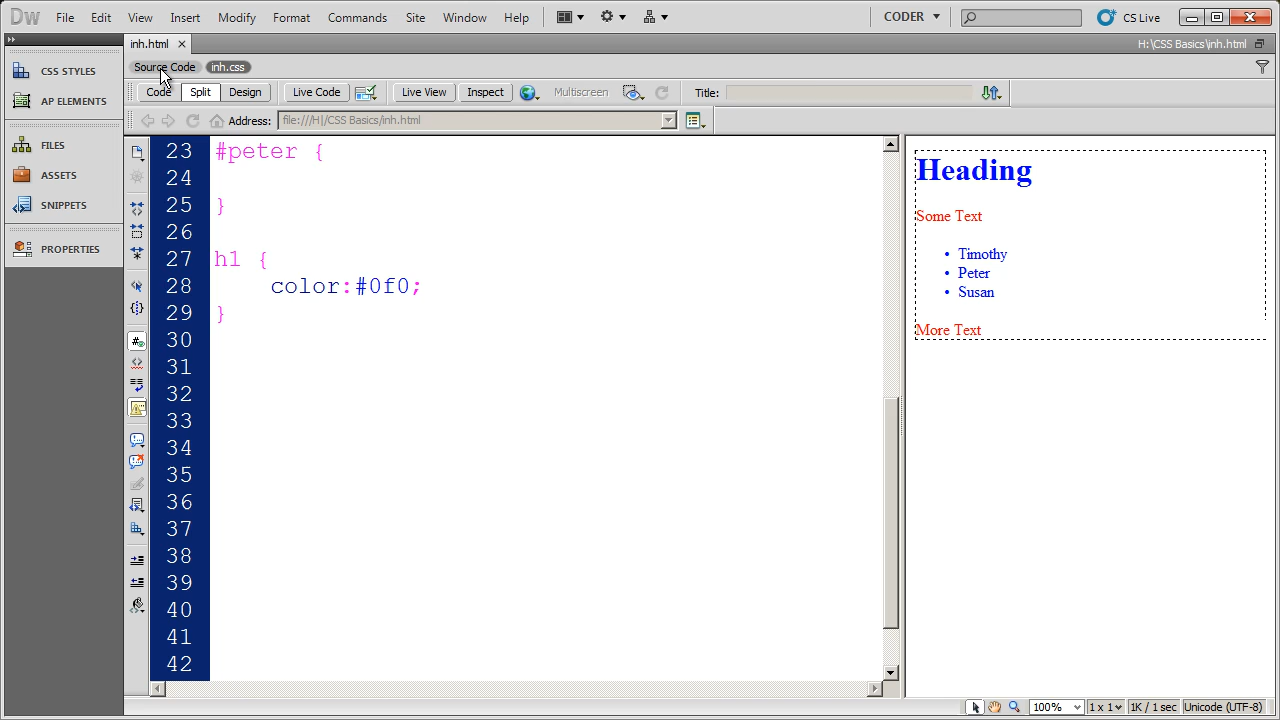 Dw File Edit View Insert Modify Format Commands Site Window Help CODER CS Live
inh.html H:\CSS Basics\inh.html
Source Code inh.css
Code Split Design Live Code Live View Inspect Multiscreen Title:
Address: file:///H|/CSS Basics/inh.html
CSS STYLES
AP ELEMENTS
FILES
ASSETS
SNIPPETS
PROPERTIES
23 #peter {
24
25 }
26
27 h1 {
28 color:#0f0;
29 }
30
31
32
33
34
35
36
37
38
39
40
41
42
Heading
Some Text
• Timothy
• Peter
• Susan
More Text
100% 1 x 1 1K / 1 sec Unicode (UTF-8)